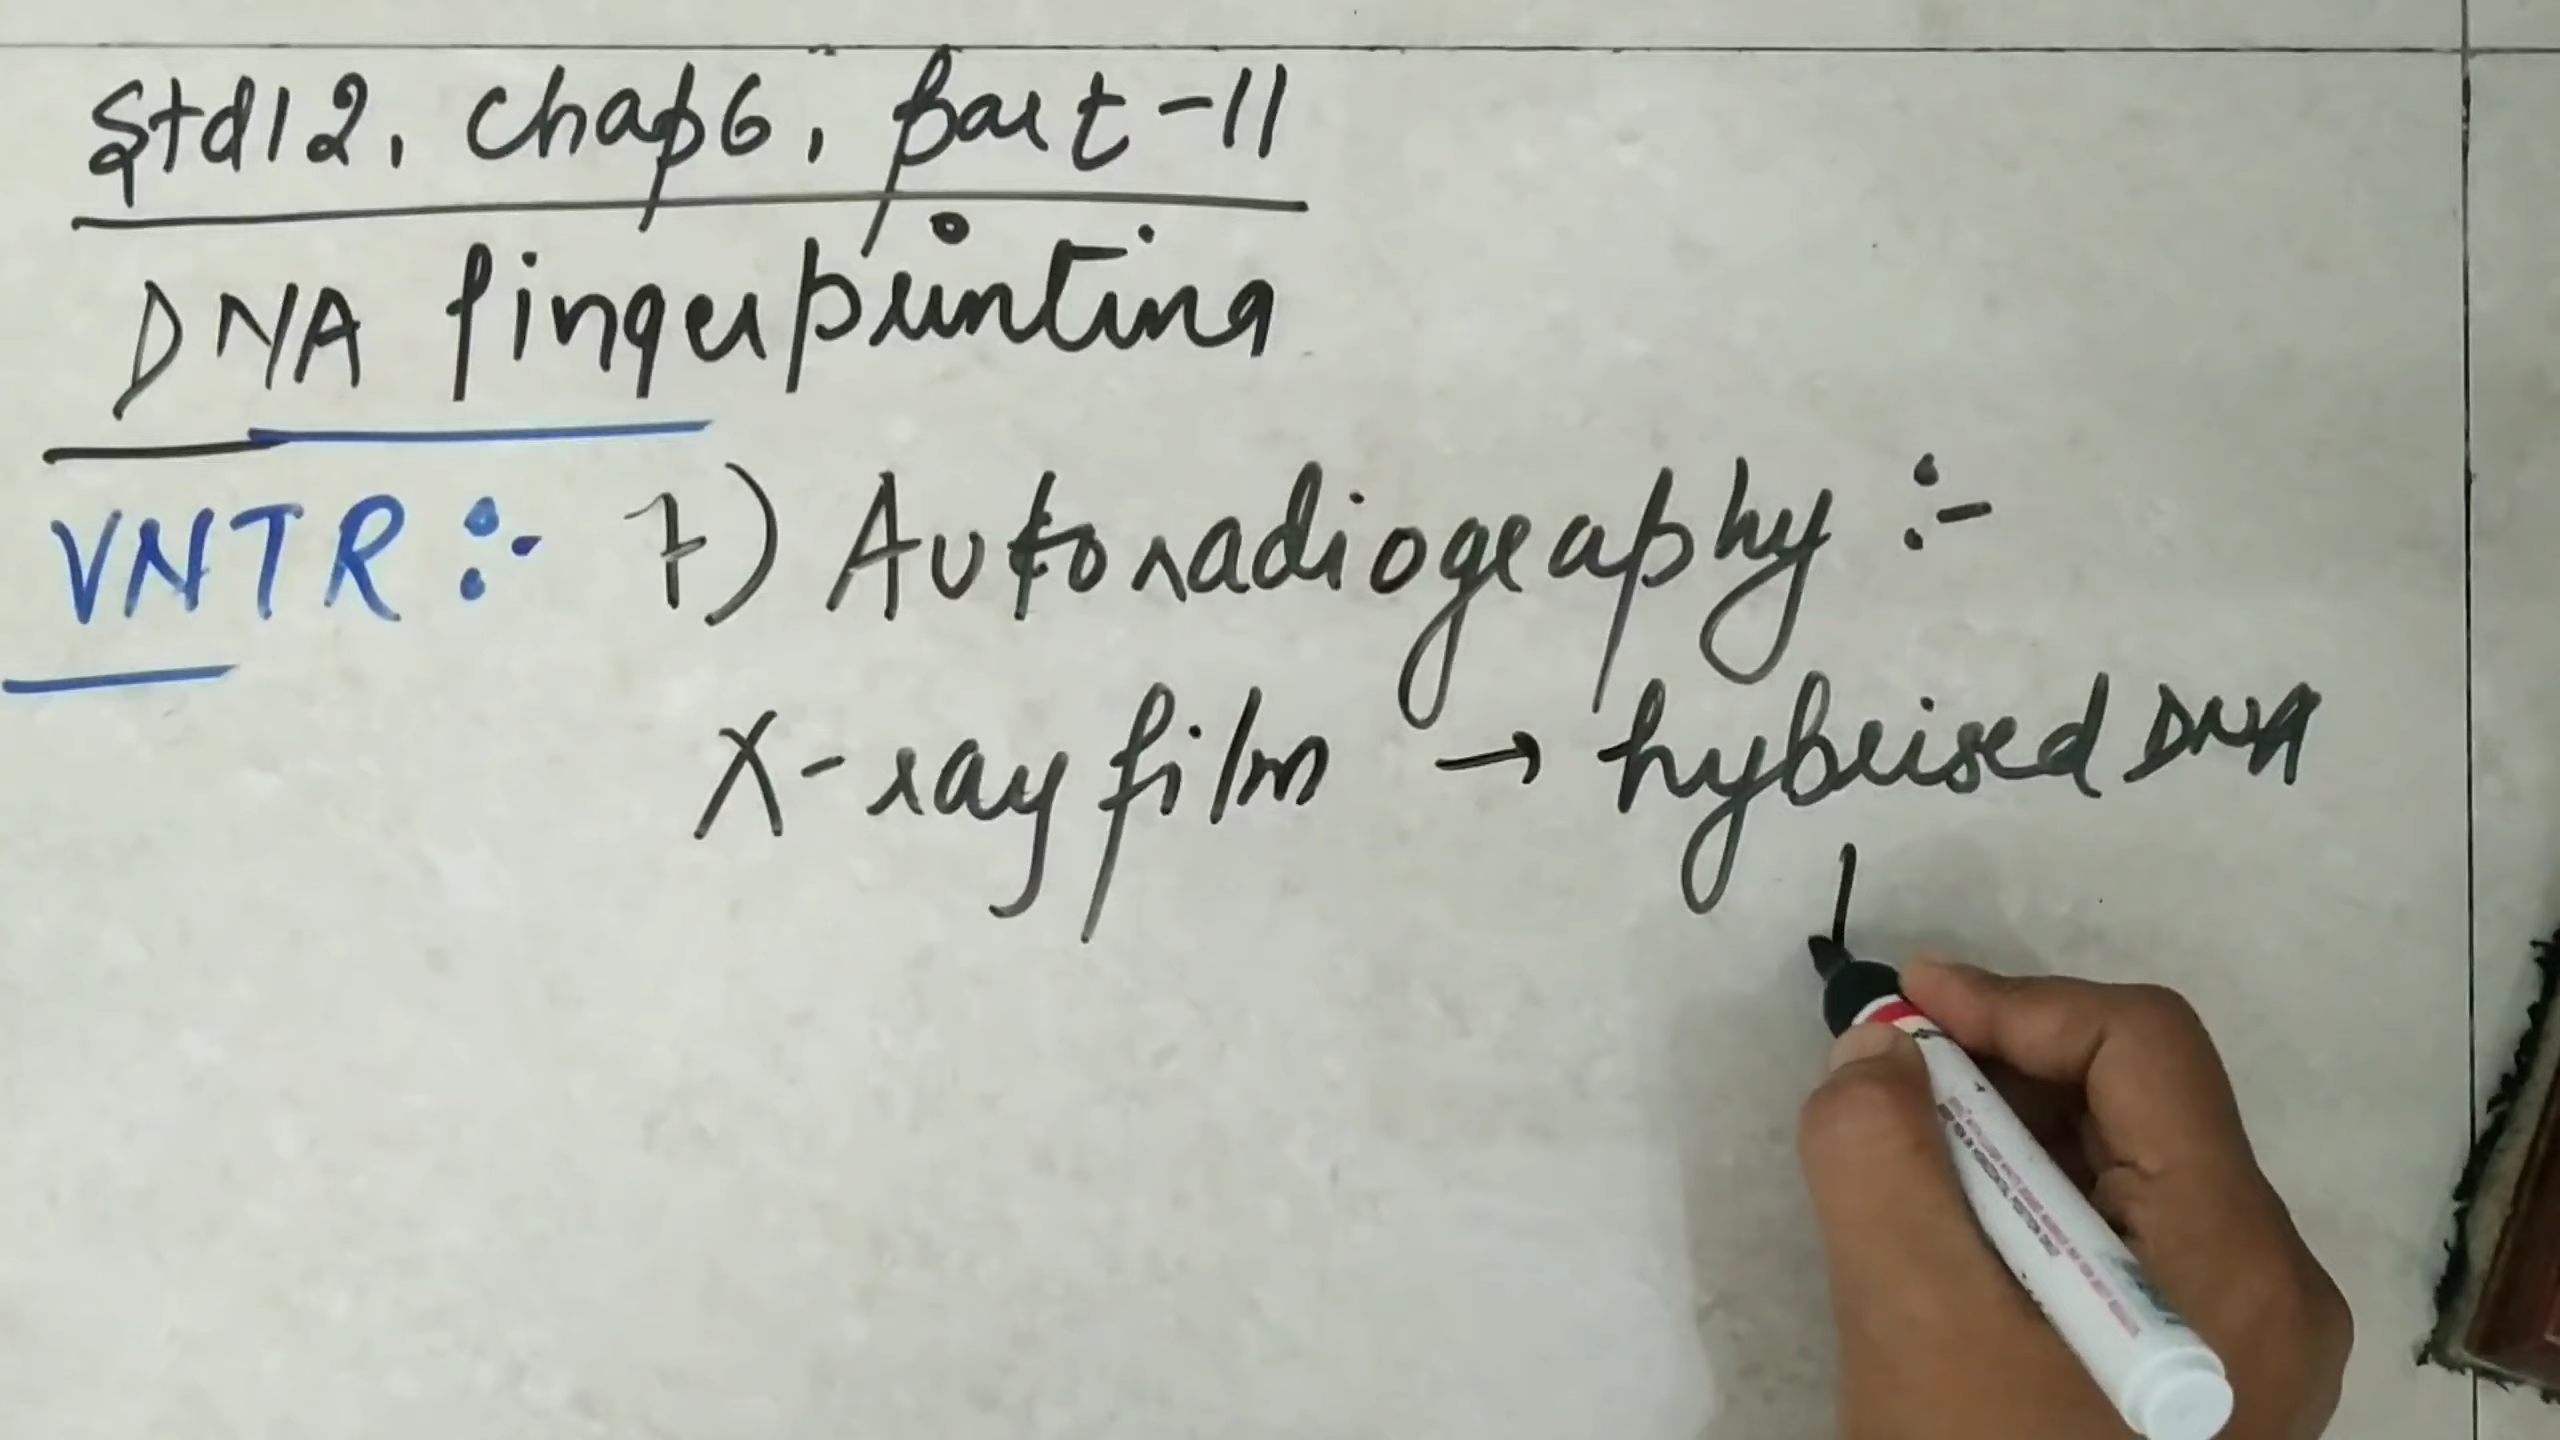 Std12, Chap6, part-11
DNA fingerprinting
VNTR :- 7) Autoradiography :-
X-ray film → hybrised DNA